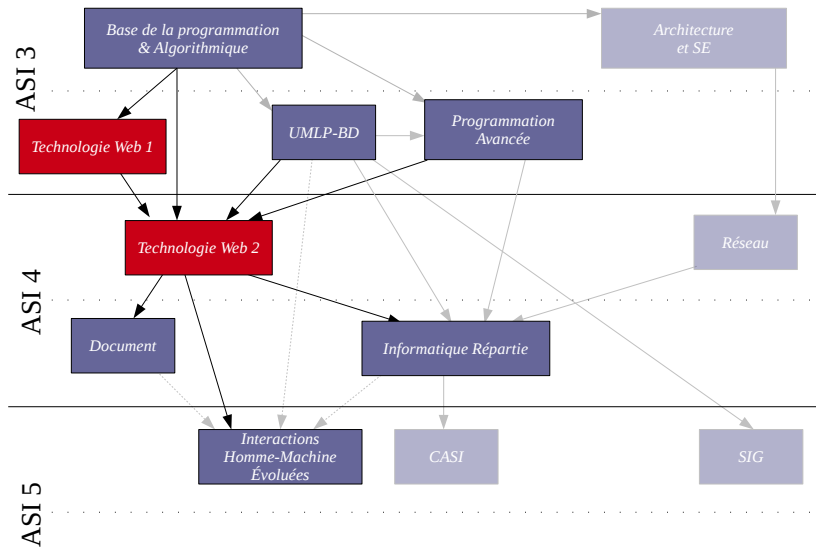 ASI 3
Base de la programmation
& Algorithmique
Architecture
et SE
Technologie Web 1
UMLP-BD
Programmation
Avancée
ASI 4
Technologie Web 2
Réseau
Document
Informatique Répartie
ASI 5
Interactions
Homme-Machine
Évoluées
CASI
SIG